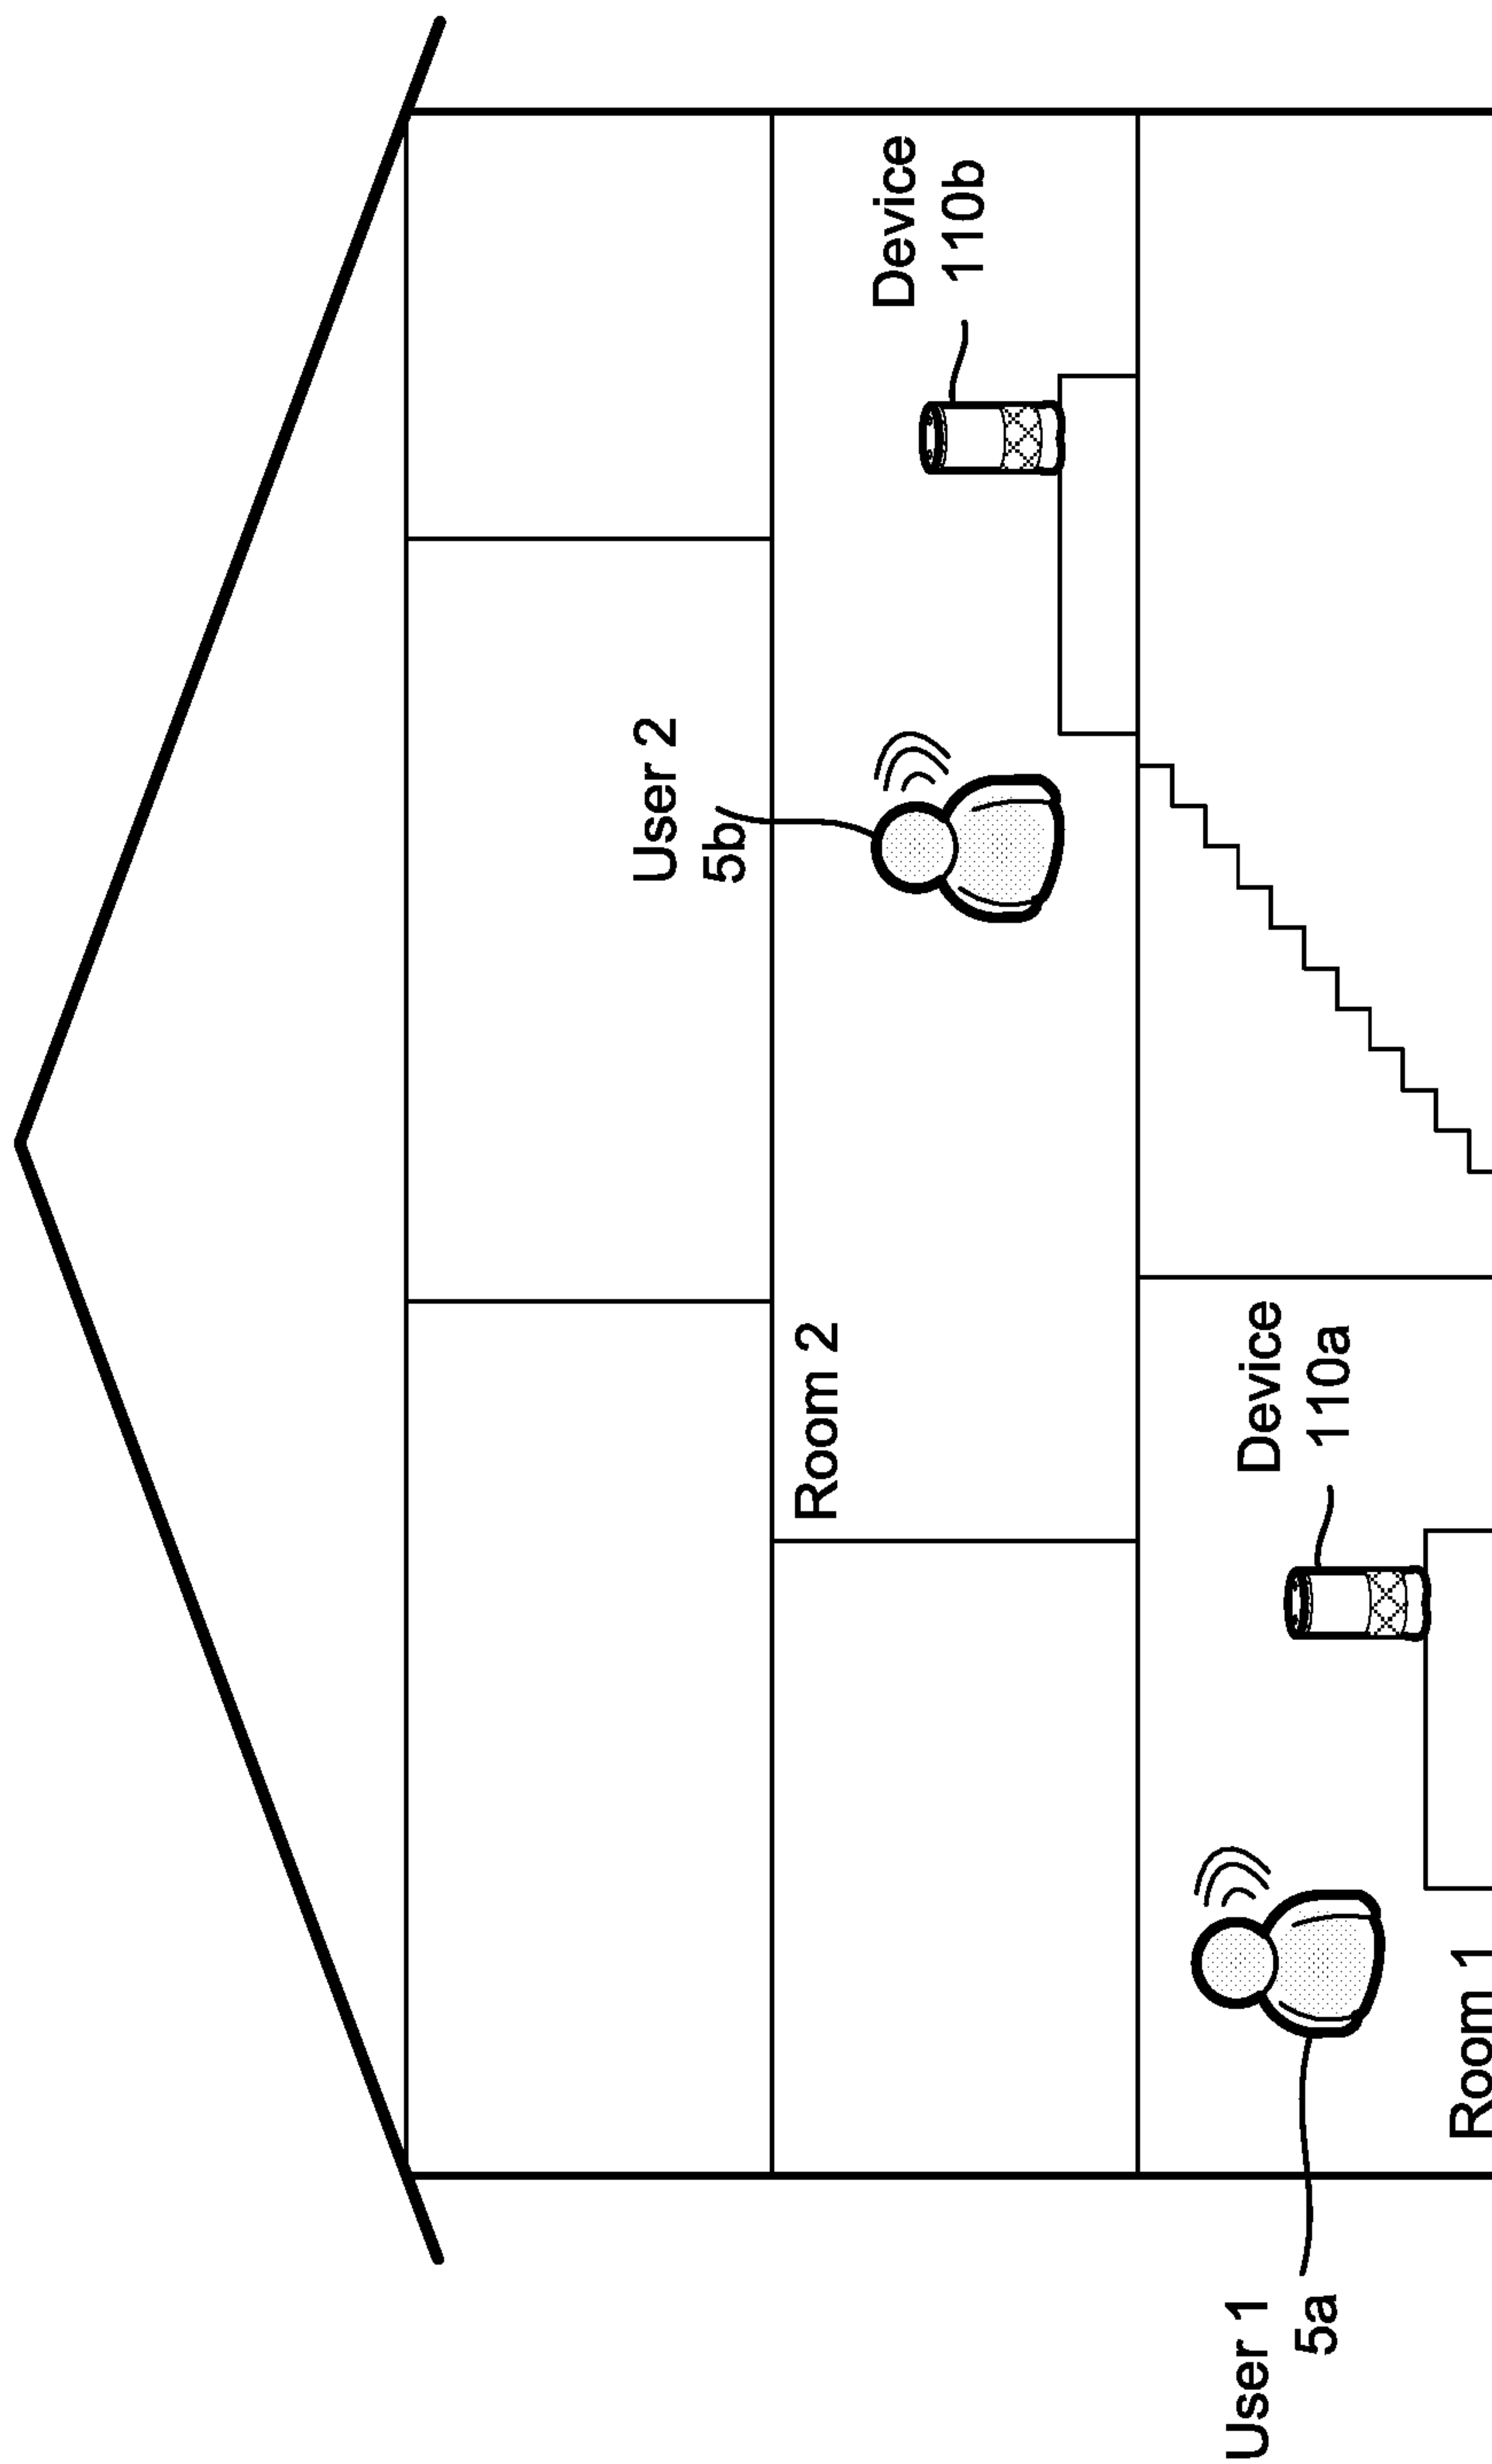 User 2
5b
Device
110b
Room 2
Device
110a
User 1
5a
Room 1